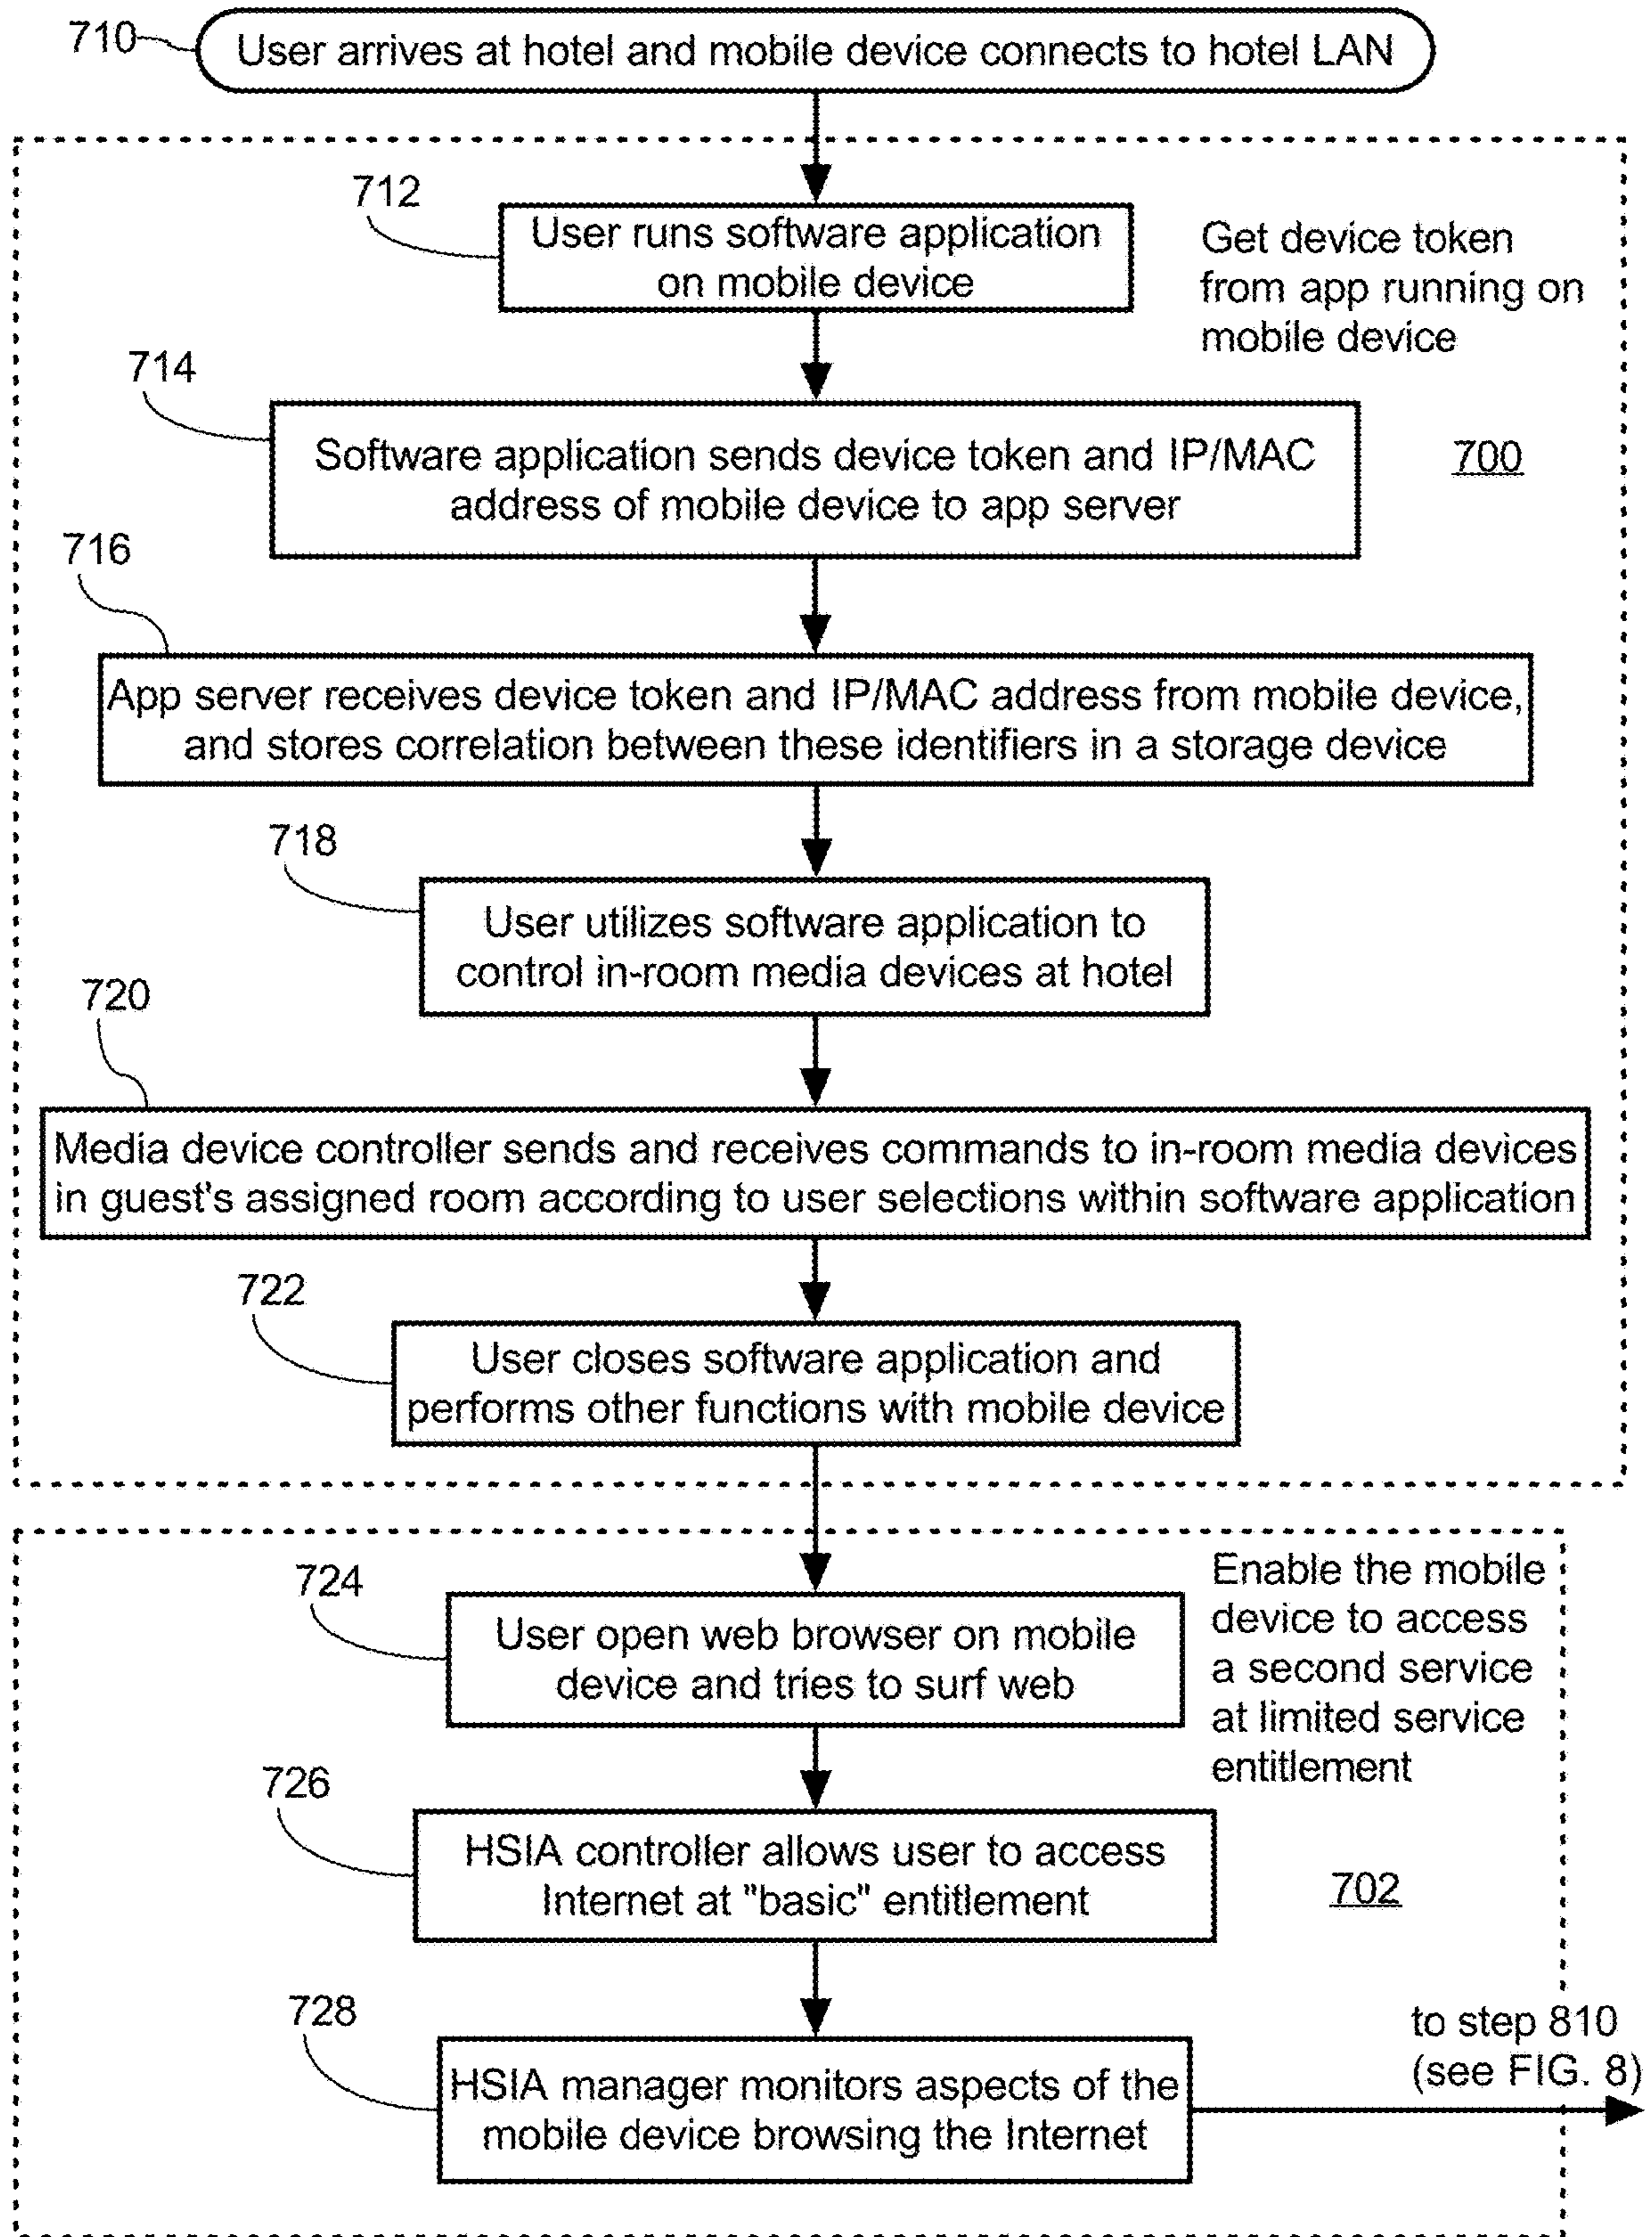 710
User arrives at hotel and mobile device connects to hotel LAN
712
User runs software application
on mobile device
Get device token
from app running on
mobile device
714
Software application sends device token and IP/MAC
address of mobile device to app server
700
716
App server receives device token and IP/MAC address from mobile device,
and stores correlation between these identifiers in a storage device
718
User utilizes software application to
control in-room media devices at hotel
720
Media device controller sends and receives commands to in-room media devices
in guest's assigned room according to user selections within software application
722
User closes software application and
performs other functions with mobile device
724
User open web browser on mobile
device and tries to surf web
Enable the mobile
device to access
a second service
at limited service
entitlement
726
HSIA controller allows user to access
Internet at "basic" entitlement
702
728
HSIA manager monitors aspects of the
mobile device browsing the Internet
to step 810
(see FIG. 8)